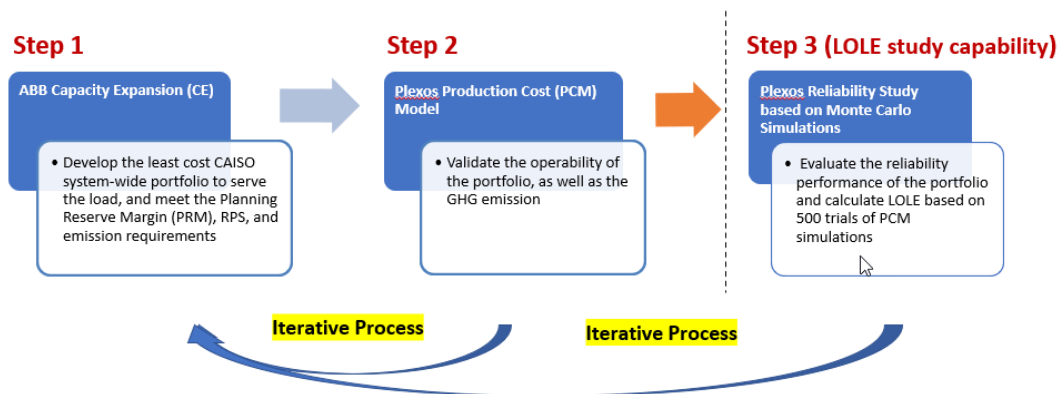 Step 1
ABB Capacity Expansion (CE)
• Develop the least cost CAISO
system-wide portfolio to serve
the load, and meet the Planning
Reserve Margin (PRM), RPS, and
emission requirements
Step 2
Plexos Production Cost (PCM)
Model
• Validate the operability of
the portfolio, as well as the
GHG emission
Step 3 (LOLE study capability)
Plexos Reliability Study
based on Monte Carlo
Simulations
• Evaluate the reliability
performance of the portfolio
and calculate LOLE based on
500 trials of PCM
simulations
Iterative Process
Iterative Process